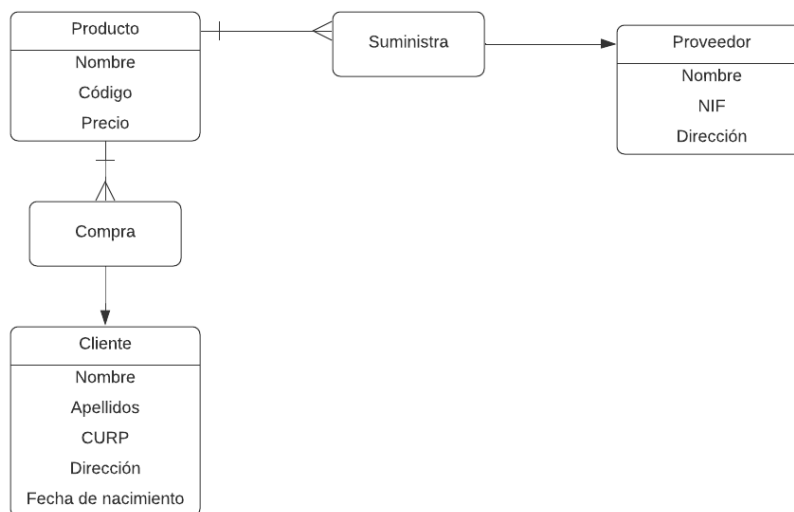 Producto
Nombre
Código
Precio
Suministra
Proveedor
Nombre
NIF
Dirección
Compra
Cliente
Nombre
Apellidos
CURP
Dirección
Fecha de nacimiento